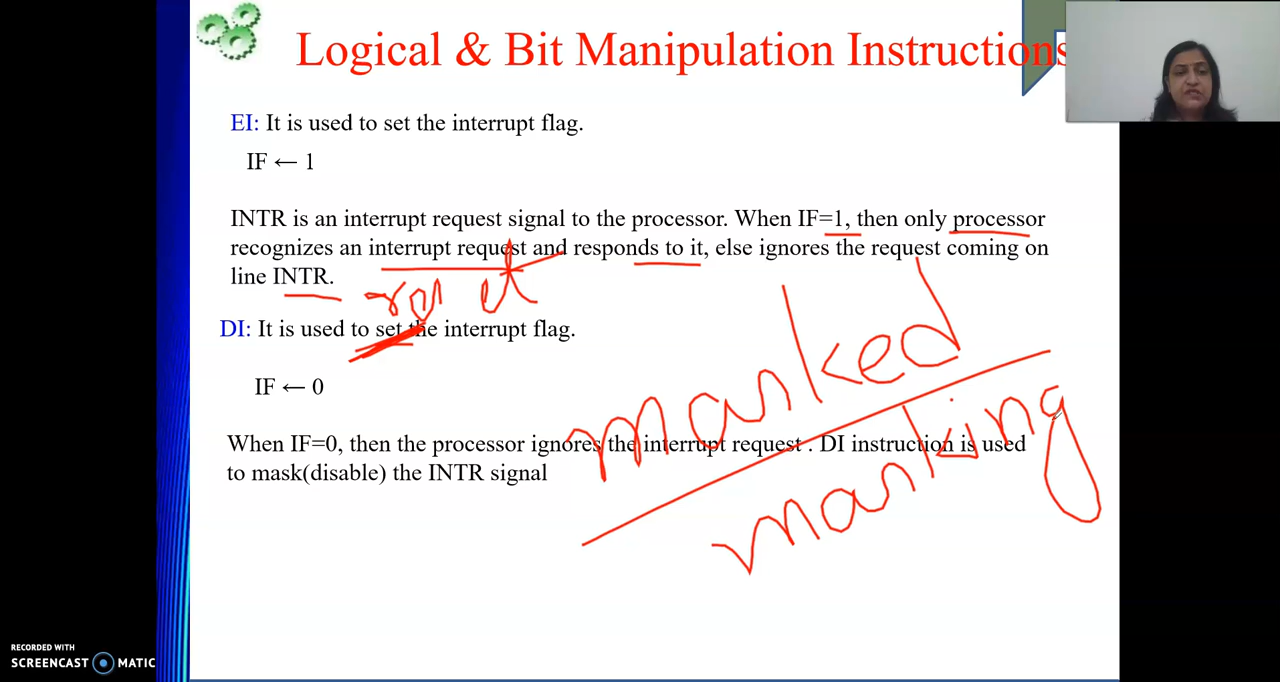 Logical & Bit Manipulation Instructions
EI: It is used to set the interrupt flag.
IF ← 1
INTR is an interrupt request signal to the processor. When IF=1, then only processor
recognizes an interrupt request and responds to it, else ignores the request coming on
line INTR.
DI: It is used to set the interrupt flag.
IF ← 0
marked
When IF=0, then the processor ignores the interrupt request . DI instruction is used
to mask(disable) the INTR signal
marking
RECORDED WITH
SCREENCAST MATIC